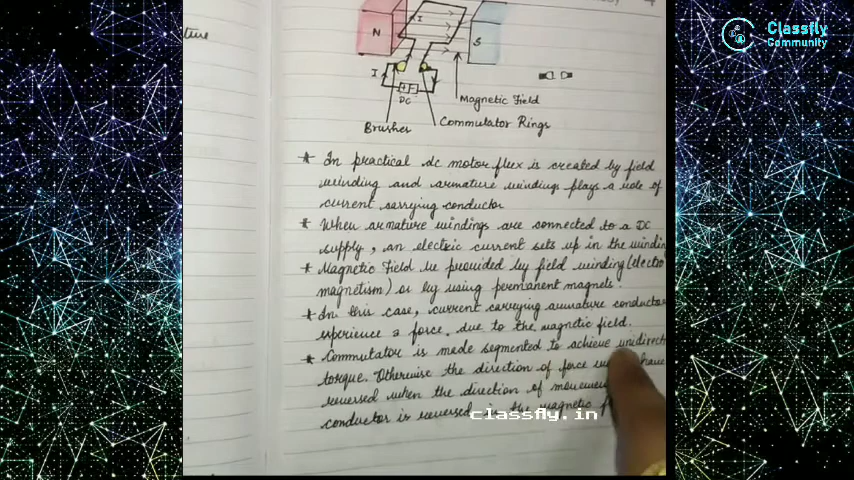 Classfly
Community
ture
N
I
S
I
DC
Magnetic Field
Brushes
Commutator Rings
* In practical dc motor flux is created by field
winding and armature windings plays a role of
current carrying conductor
* When armature windings are connected to a DC
supply, an electric current sets up in the windin
* Magnetic Field be provided by field winding (electro
magnetism) or by using permanent magnets.
* In this case, current carrying armature conductor
experience a force, due to the magnetic field.
* Commutator is made segmented to achieve unidirect
torque. Otherwise the direction of force have
reversed when the direction of movemen
conductor is reversed in the magnetic f
classfly.in